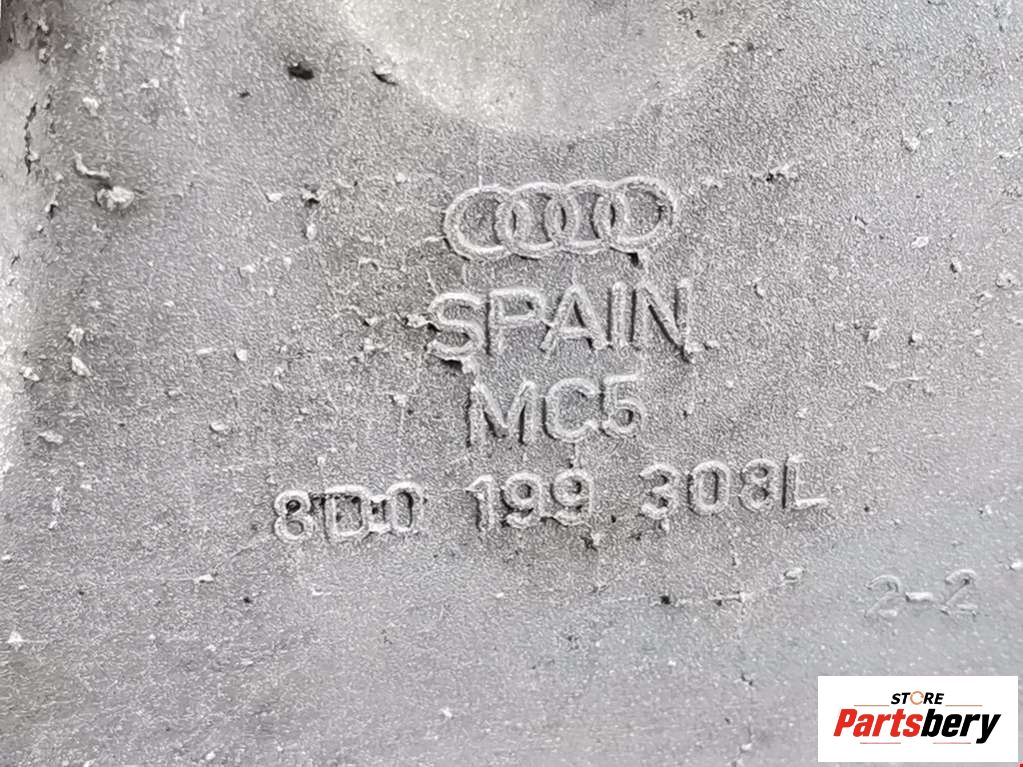 SPAIN
MC5
8D0 199 308L
2-2
STORE
Partsbery